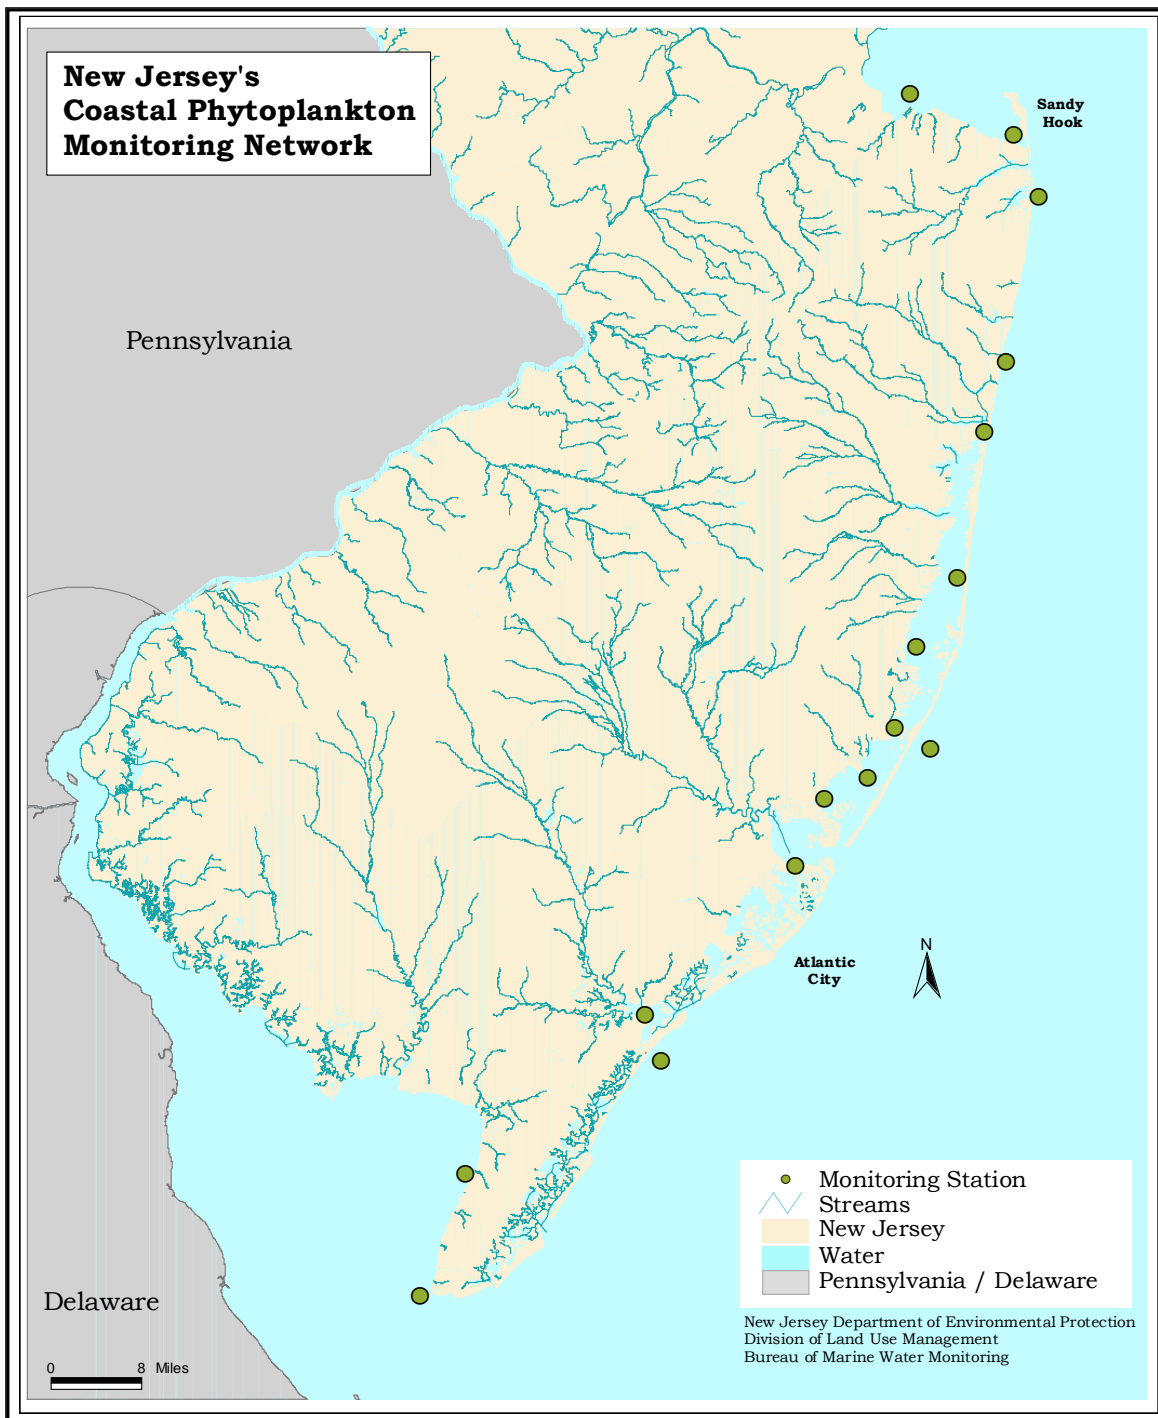 New Jersey's
Coastal Phytoplankton
Monitoring Network
Sandy
Hook
Pennsylvania
Atlantic
City
N
Monitoring Station
Streams
New Jersey
Water
Pennsylvania / Delaware
Delaware
New Jersey Department of Environmental Protection
Division of Land Use Management
Bureau of Marine Water Monitoring
0 8 Miles